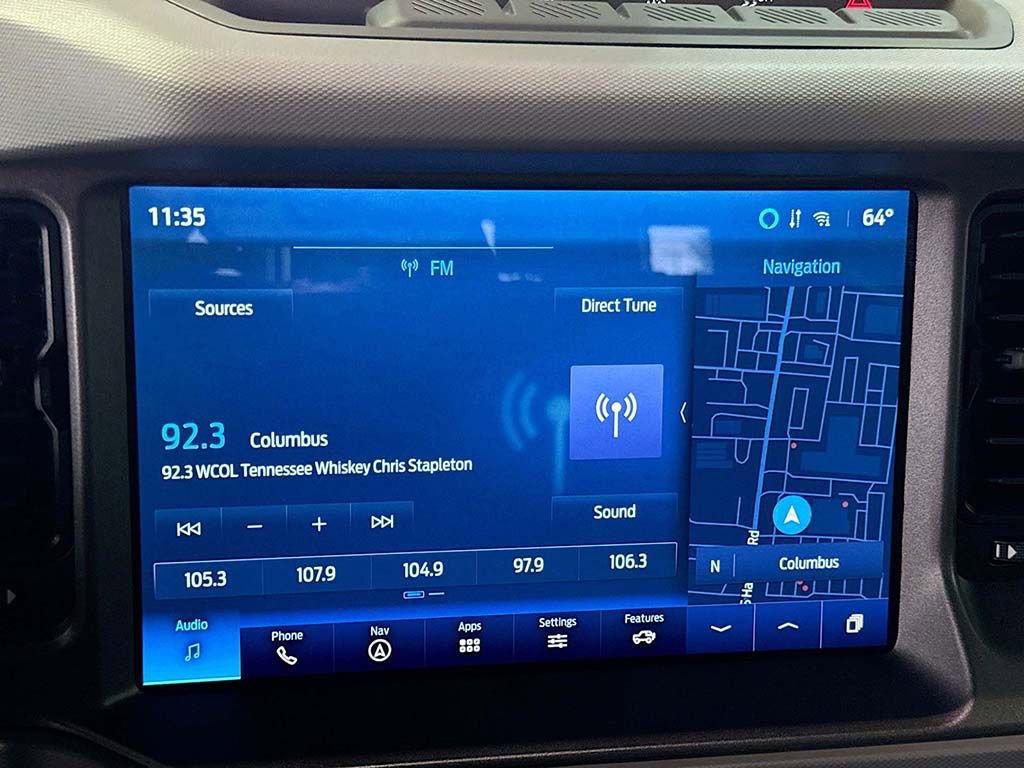 11:35
64°
FM
Navigation
Sources
Direct Tune
92.3 Columbus
92.3 WCOL Tennessee Whiskey Chris Stapleton
Sound
105.3 107.9 104.9 97.9 106.3
Rd
S Ha
N Columbus
Audio
Phone
Nav
Apps
Settings
Features